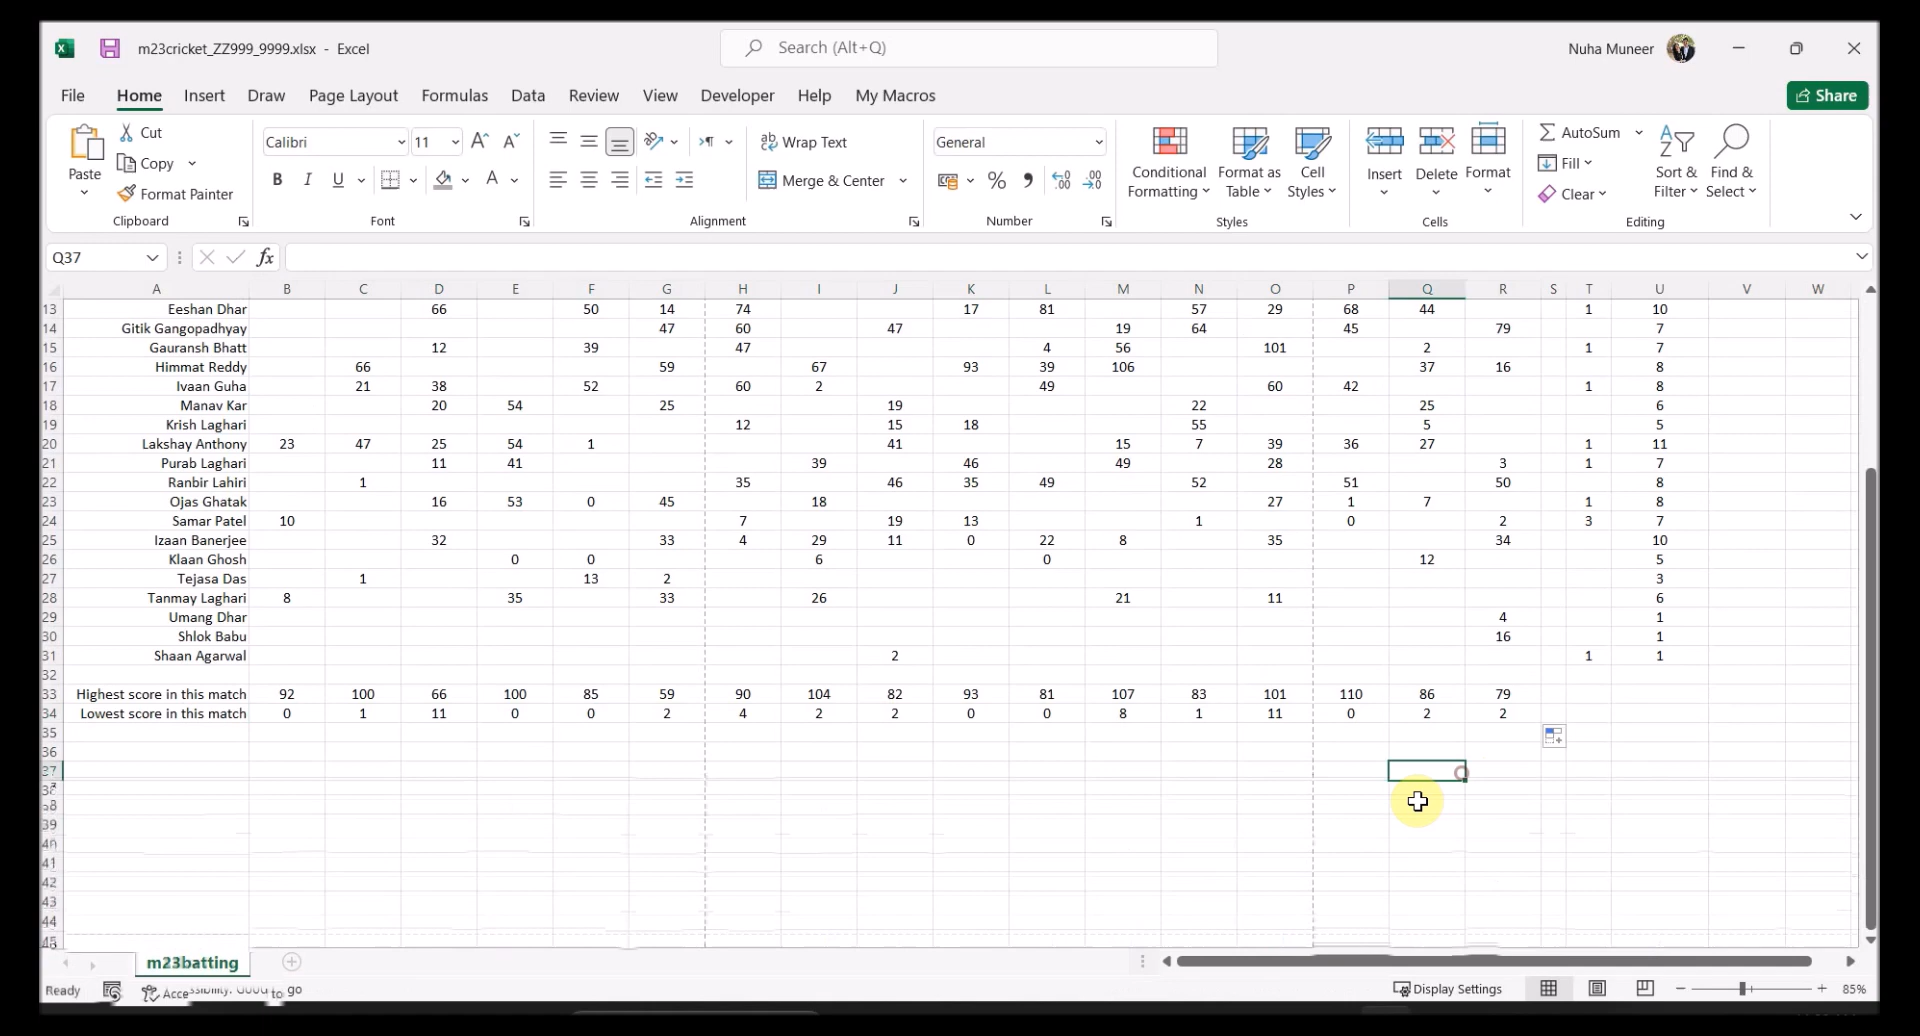 m23cricket_ZZ999_9999.xlsx - Excel
Search (Alt+Q)
Nuha Muneer
File Home Insert Draw Page Layout Formulas Data Review View Developer Help My Macros Share
Paste Cut Copy Format Painter Clipboard
Calibri 11 A A B I U A Font
Wrap Text Merge & Center Alignment
General % , .00 Number
Conditional Formatting Format as Table Cell Styles Styles
Insert Delete Format Cells
AutoSum Fill Clear Sort & Filter Find & Select Editing
Q37 fx
A B C D E F G H I J K L M N O P Q R S T U V W
13 Eeshan Dhar 66 50 14 74 17 81 57 29 68 44 1 10
14 Gitik Gangopadhyay 47 60 47 19 64 45 79 7
15 Gauransh Bhatt 12 39 47 4 56 101 2 1 7
16 Himmat Reddy 66 59 67 93 39 106 37 16 8
17 Ivaan Guha 21 38 52 60 2 49 60 42 1 8
18 Manav Kar 20 54 25 19 22 25 6
19 Krish Laghari 12 15 18 55 5 5
20 Lakshay Anthony 23 47 25 54 1 41 15 7 39 36 27 1 11
21 Purab Laghari 11 41 39 46 49 28 3 1 7
22 Ranbir Lahiri 1 35 46 35 49 52 51 50 8
23 Ojas Ghatak 16 53 0 45 18 27 1 7 1 8
24 Samar Patel 10 7 19 13 1 0 2 3 7
25 Izaan Banerjee 32 33 4 29 11 0 22 8 35 34 10
26 Klaan Ghosh 0 0 6 0 12 5
27 Tejasa Das 1 13 2 3
28 Tanmay Laghari 8 35 33 26 21 11 6
29 Umang Dhar 4 1
30 Shlok Babu 16 1
31 Shaan Agarwal 2 1 1
32
33 Highest score in this match 92 100 66 100 85 59 90 104 82 93 81 107 83 101 110 86 79
34 Lowest score in this match 0 1 11 0 0 2 4 2 2 0 0 8 1 11 0 2 2
35
36
37
38
39
40
41
42
43
44
45
m23batting
Ready
Display Settings 85%